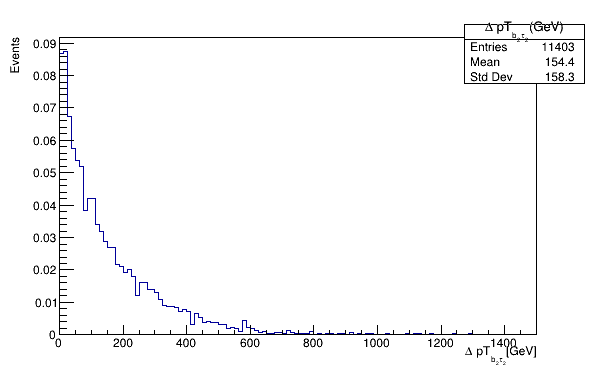 Δ pT_{b_2τ_2}(GeV)
Entries 11403
Mean 154.4
Std Dev 158.3
Events
0.09
0.08
0.07
0.06
0.05
0.04
0.03
0.02
0.01
0
0 200 400 600 800 1000 1200 1400
Δ pT_{b_2τ_2}[GeV]